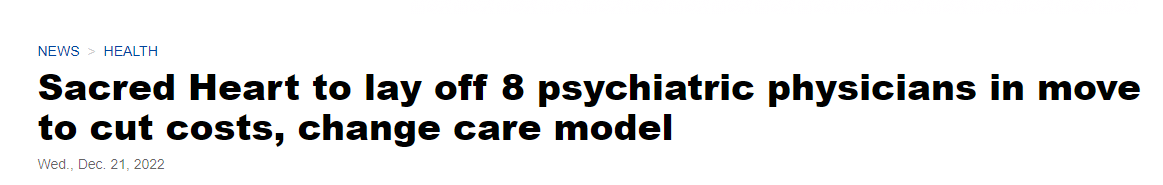 NEWS > HEALTH
Sacred Heart to lay off 8 psychiatric physicians in move
to cut costs, change care model
Wed., Dec. 21, 2022